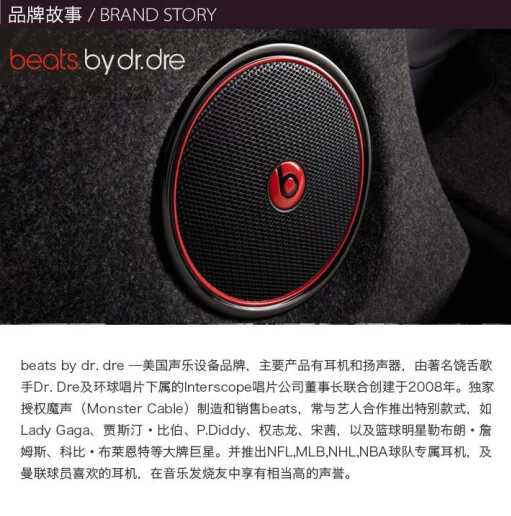 品牌故事 / BRAND STORY
beats by dr. dre
b
beats by dr. dre —美国声乐设备品牌，主要产品有耳机和扬声器，由著名饶舌歌
手Dr. Dre及环球唱片下属的Interscope唱片公司董事长联合创建于2008年。独家
授权魔声（Monster Cable）制造和销售beats，常与艺人合作推出特别款式，如
Lady Gaga、贾斯汀・比伯、P.Diddy、权志龙、宋茜，以及篮球明星勒布朗・詹
姆斯、科比・布莱恩特等大牌巨星。并推出NFL,MLB,NHL,NBA球队专属耳机，及
曼联球员喜欢的耳机，在音乐发烧友中享有相当高的声誉。